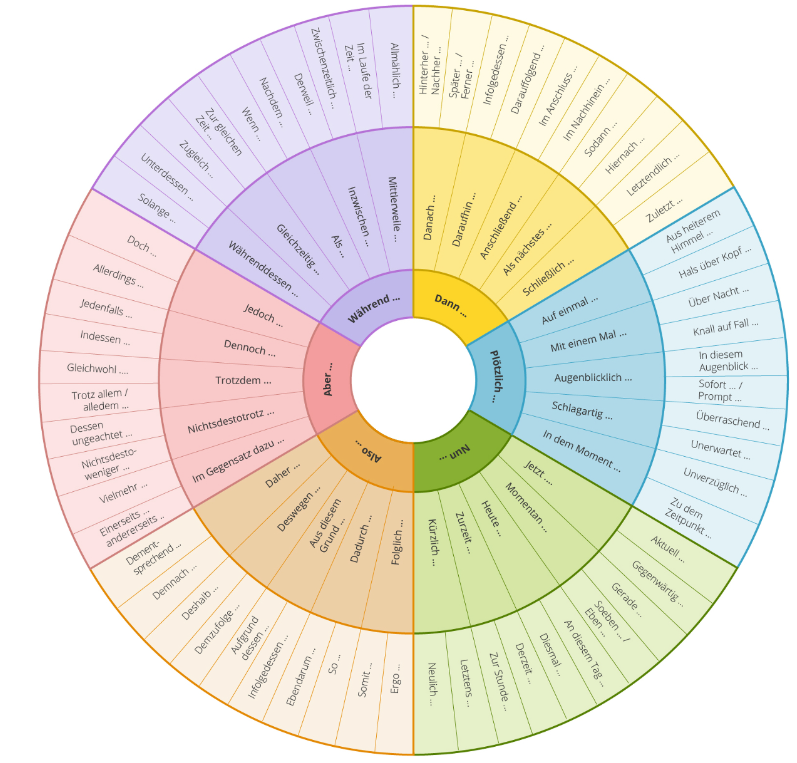 Dann ...
Danach ...
Daraufhin ...
Anschließend ...
Als nächstes ...
Schließlich ...
Hinterher ... /
Nachher ...
Später ... /
Ferner ...
Infolgedessen ...
Darauffolgend ...
Im Anschluss ...
Im Nachhinein ...
Sodann ...
Hiernach ...
Letztendlich ...
Zuletzt ...
Plötzlich ...
Auf einmal ...
Mit einem Mal ...
Augenblicklich ...
Schlagartig ...
In dem Moment ...
Aus heiterem
Himmel ...
Hals über Kopf ...
Über Nacht ...
Knall auf Fall ...
In diesem
Augenblick ...
Sofort ... /
Prompt ...
Überraschend ...
Unerwartet ...
Unverzüglich ...
Zu dem
Zeitpunkt ...
Nun ...
Jetzt ...
Momentan ...
Heute ...
Zurzeit ...
Kürzlich ...
Aktuell ...
Gegenwärtig ...
Gerade ...
Soeben ... /
Eben ...
An diesem Tag ...
Diesmal ...
Derzeit ...
Zur Stunde ...
Letztens ...
Neulich ...
Also ...
Folglich ...
Dadurch ...
Aus diesem
Grund ...
Deswegen ...
Daher ...
Ergo ...
Somit ...
So ...
Ebendarum ...
Infolgedessen ...
Aufgrund
dessen ...
Demzufolge ...
Deshalb ...
Demnach ...
Dement-
sprechend ...
Aber ...
Im Gegensatz dazu ...
Nichtsdestotrotz ...
Trotzdem ...
Dennoch ...
Jedoch ...
Einerseits ...
andererseits ...
Vielmehr ...
Nichtsdesto-
weniger ...
Dessen
ungeachtet ...
Trotz allem /
alledem ...
Gleichwohl ...
Indessen ...
Jedenfalls ...
Allerdings ...
Doch ...
Während ...
Währenddessen ...
Gleichzeitig ...
Als ...
Inzwischen ...
Mittlerweile ...
Solange ...
Unterdessen ...
Zugleich ...
Zur gleichen
Zeit ...
Wenn ...
Nachdem ...
Derweil ...
Zwischenzeitlich ...
Im Laufe der
Zeit ...
Allmählich ...